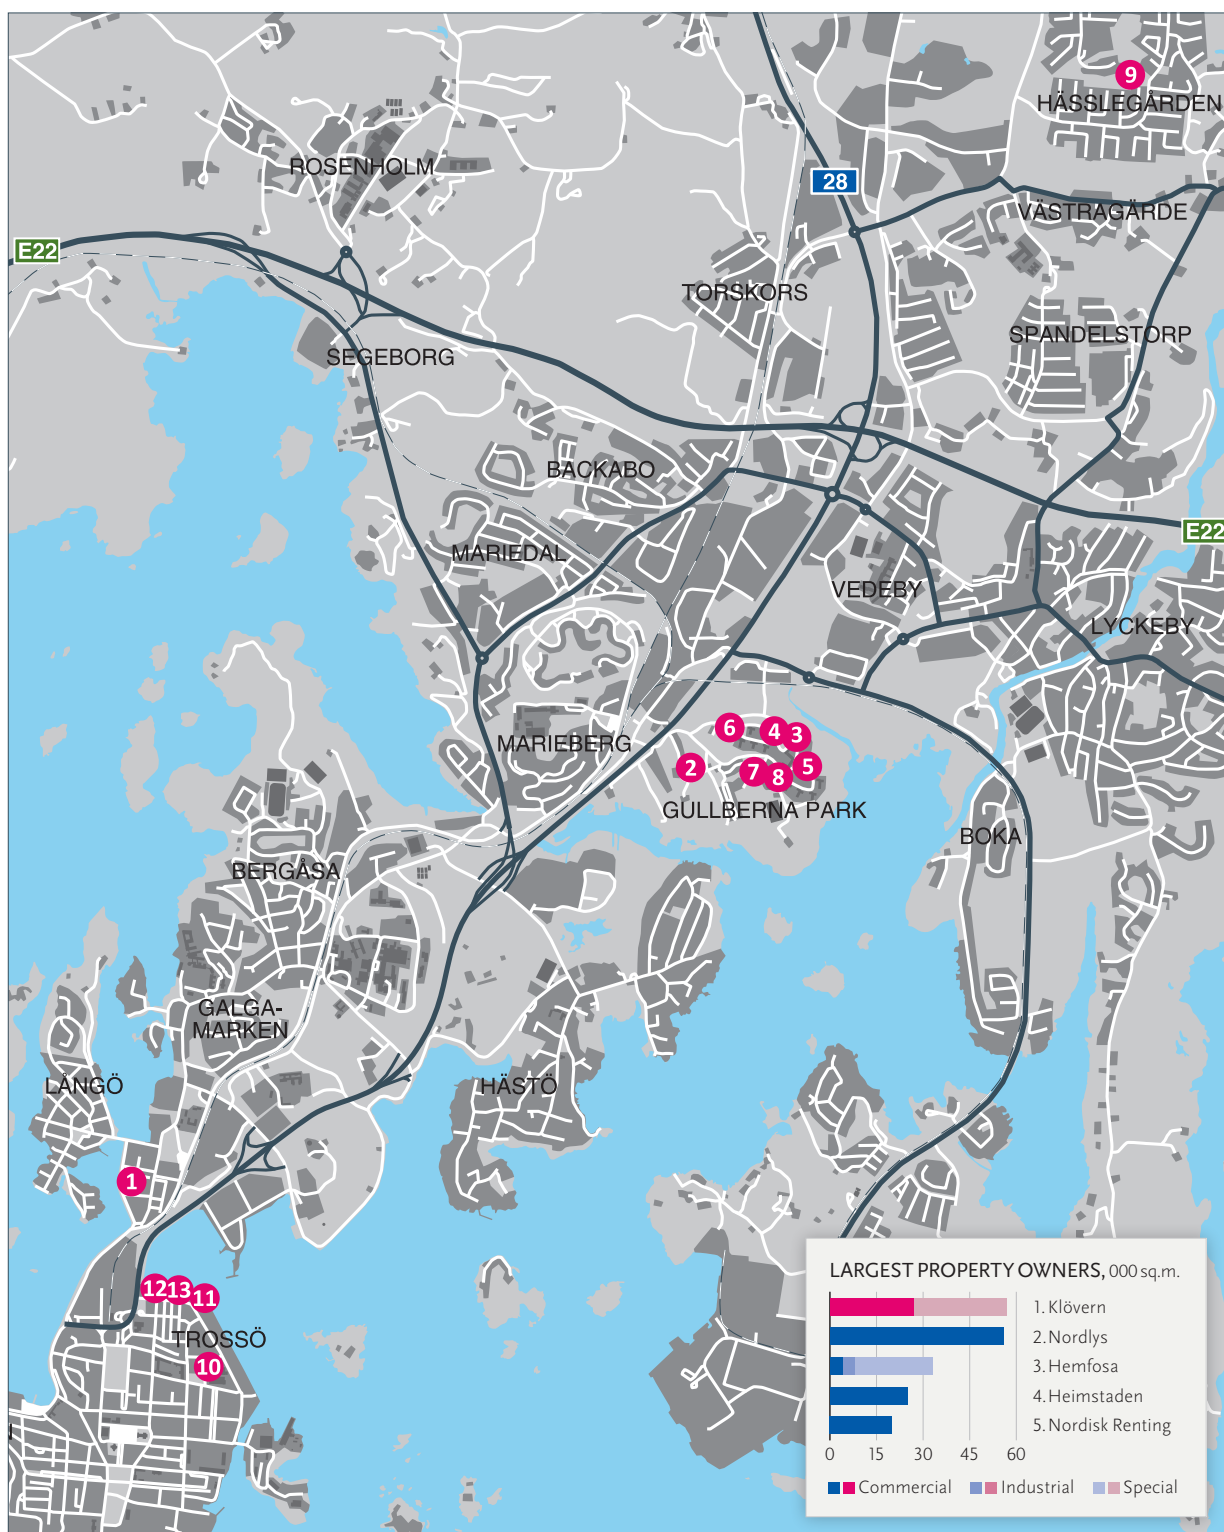 9
HÄSSLEGÅRDEN
ROSENHOLM
28
VÄSTRAGÄRDE
E22
TORSKORS
SPANDELSTORP
SEGEBORG
BACKABO
E22
MARIEDAL
VEDEBY
LYCKEBY
6
4
3
MARIEBERG
2
7
8
5
GULLBERNA PARK
BOKA
BERGÅSA
GALGA-
MARKEN
LÅNGÖ
HÄSTÖ
1
12
13
11
TROSSÖ
10
LARGEST PROPERTY OWNERS, 000 sq.m.
1. Klövern
2. Nordlys
3. Hemfosa
4. Heimstaden
5. Nordisk Renting
0 15 30 45 60
Commercial Industrial Special